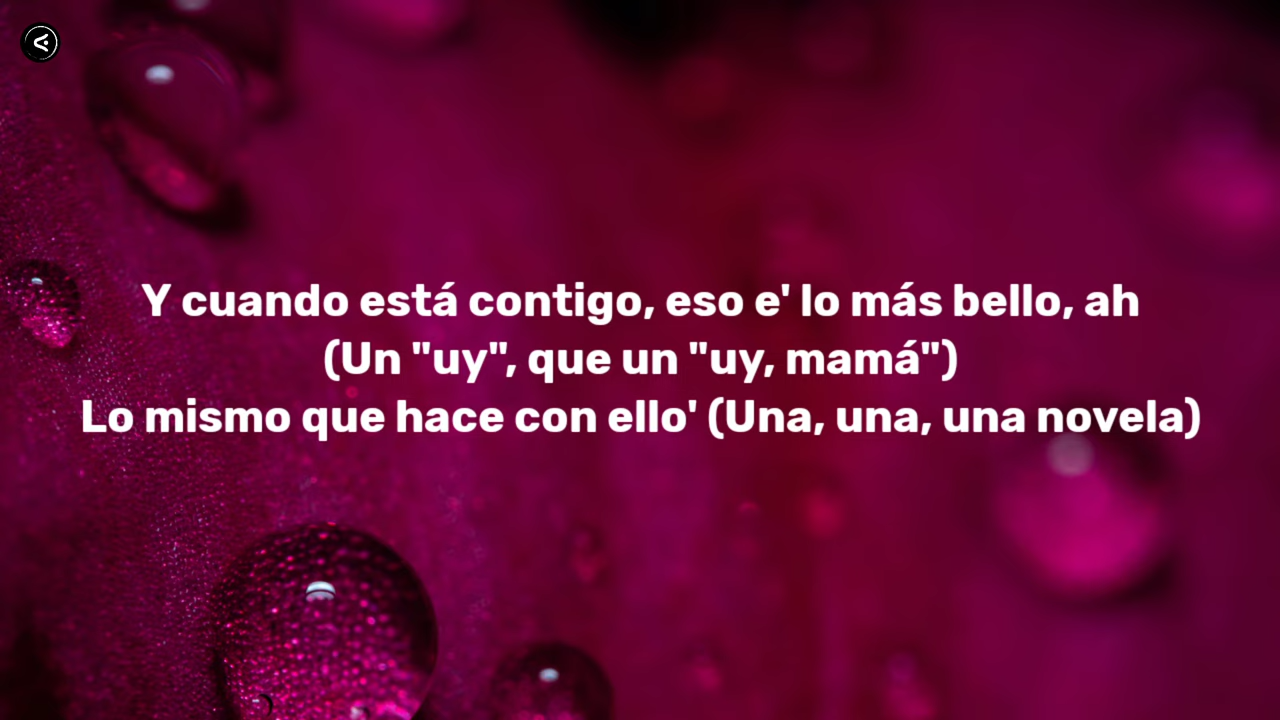 Y cuando está contigo, eso e' lo más bello, ah
(Un "uy", que un "uy, mamá")
Lo mismo que hace con ello' (Una, una, una novela)